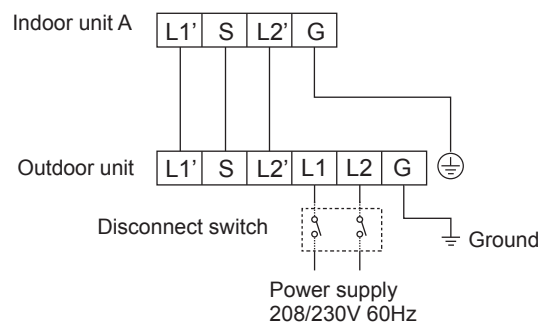 Indoor unit A
L1' S L2' G
Outdoor unit
L1' S L2' L1 L2 G
Disconnect switch
Ground
Power supply
208/230V 60Hz